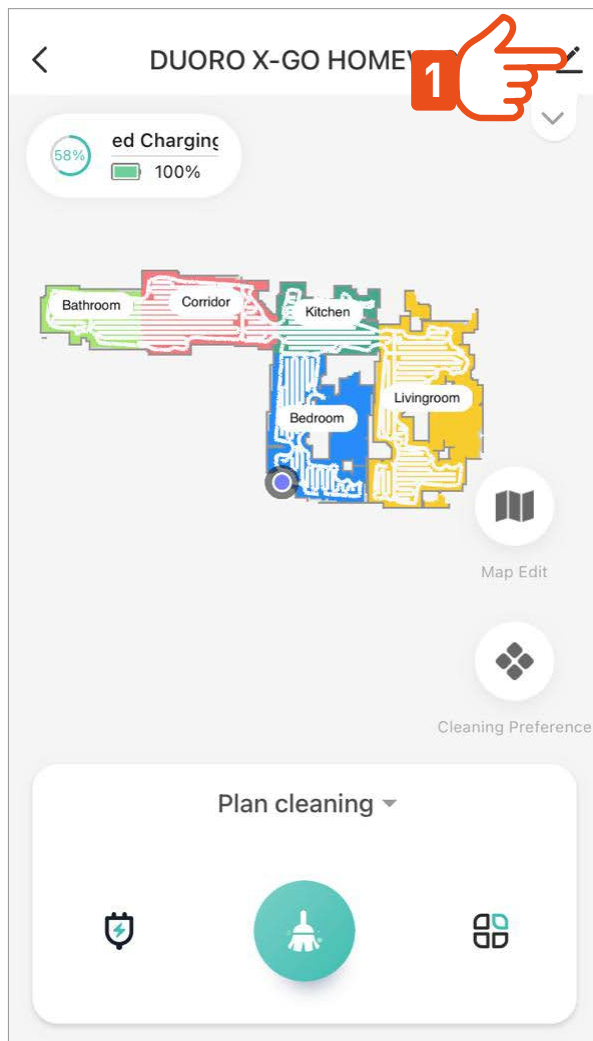 DUORO X-GO HOME
1
58%
ed Charging
100%
Bathroom
Corridor
Kitchen
Bedroom
Livingroom
Map Edit
Cleaning Preference
Plan cleaning